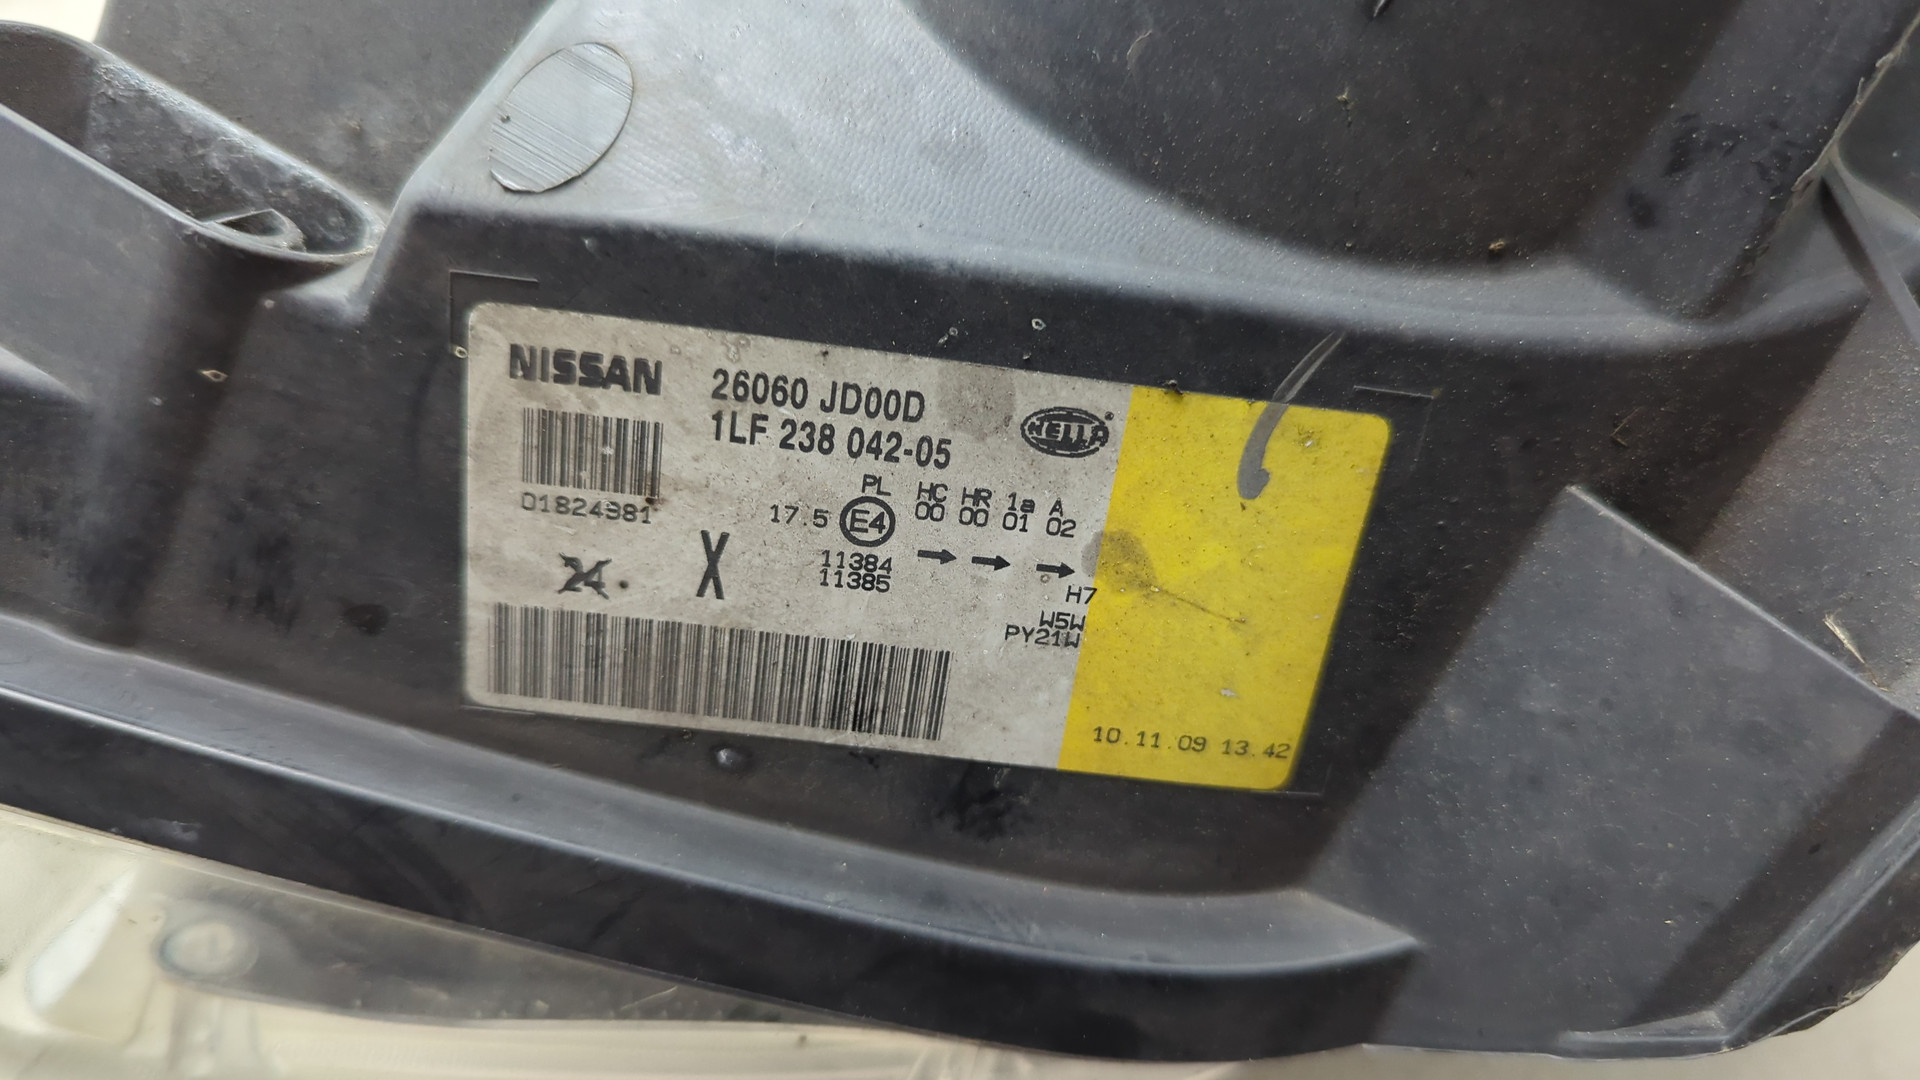 NISSAN 26060 JD00D
1LF 238 042-05
HELLA®
01824381
PL HC HR 1a A
17.5 E4 00 00 01 02
11384
11385
24 X
H7
W5W
PY21W
10.11.09 13.42